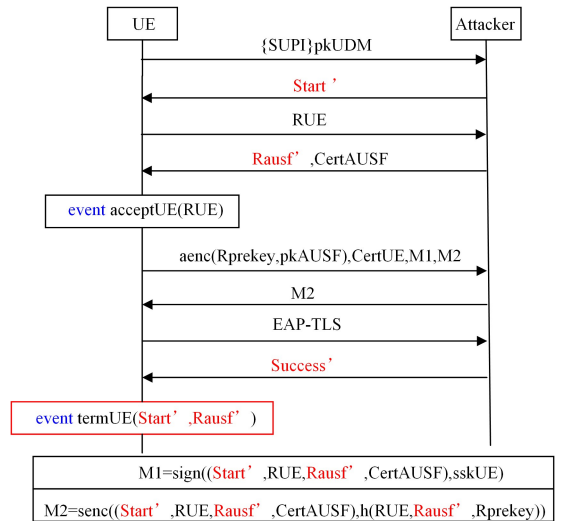 UE
Attacker
{SUPI}pkUDM
Start ’
RUE
Rausf’ ,CertAUSF
event acceptUE(RUE)
aenc(Rprekey,pkAUSF),CertUE,M1,M2
M2
EAP-TLS
Success’
event termUE(Start’ ,Rausf’ )
M1=sign((Start’ ,RUE,Rausf’ ,CertAUSF),sskUE)
M2=senc((Start’ ,RUE,Rausf’ ,CertAUSF),h(RUE,Rausf’ ,Rprekey))